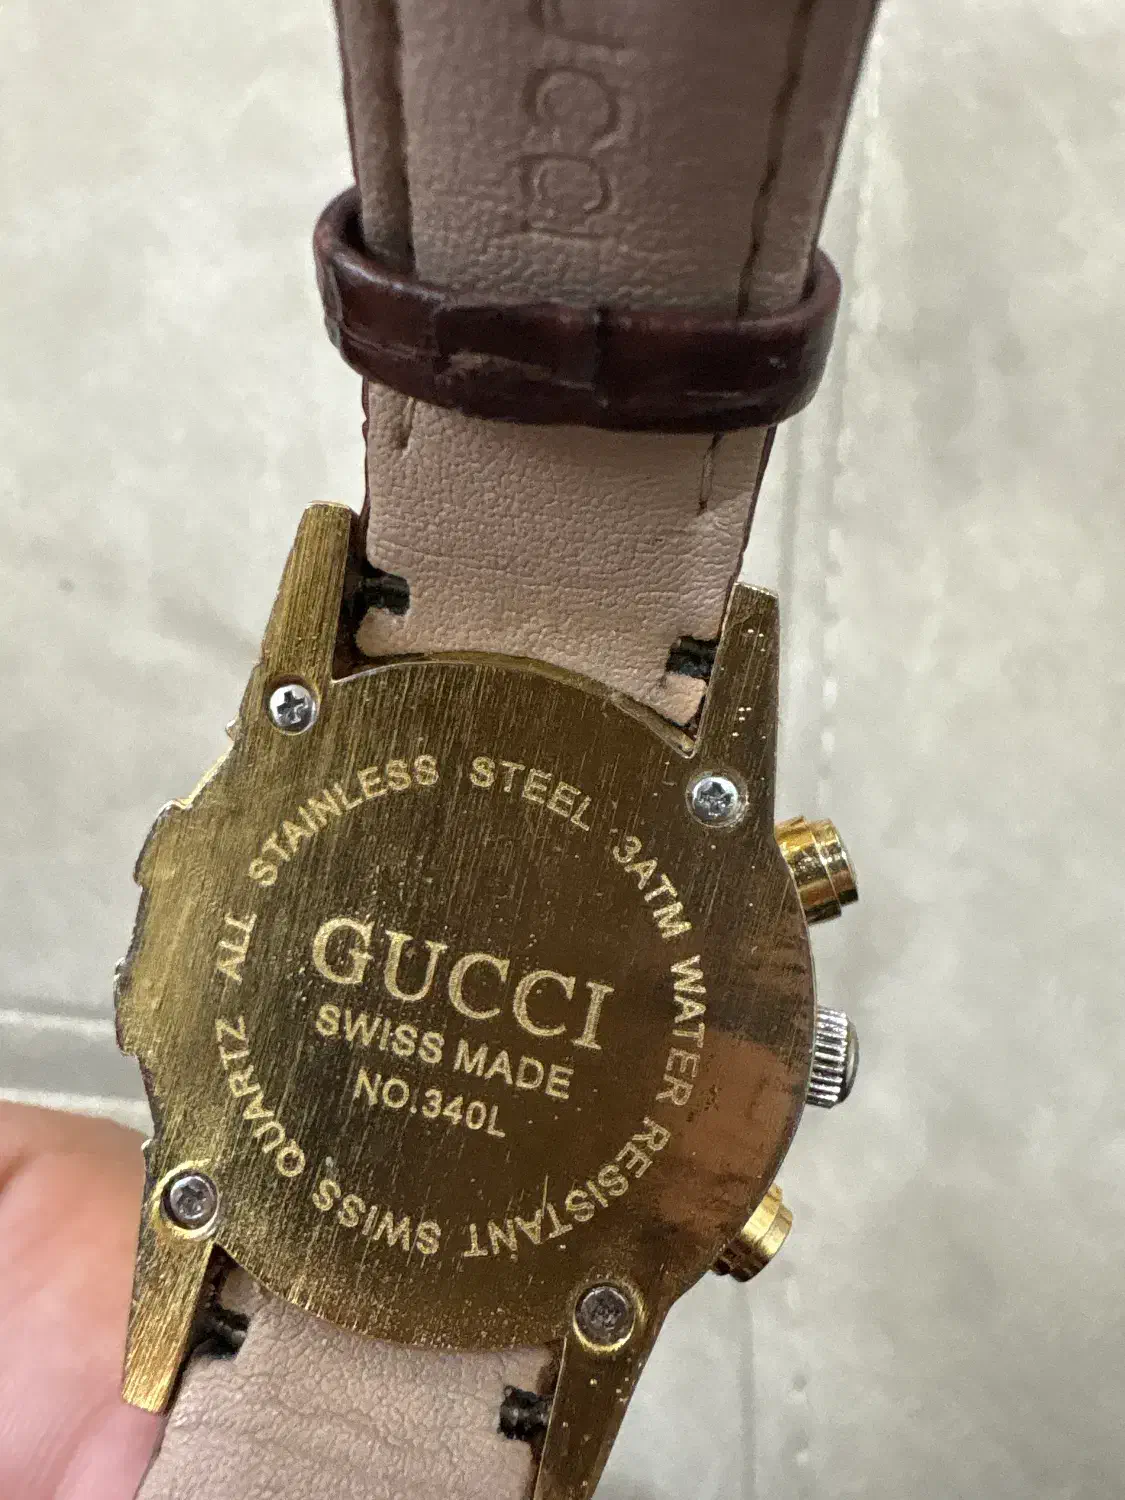 GUCCI
SWISS MADE
NO.340L
ALL STAINLESS STEEL 3ATM WATER RESISTANT SWISS QUARTZ